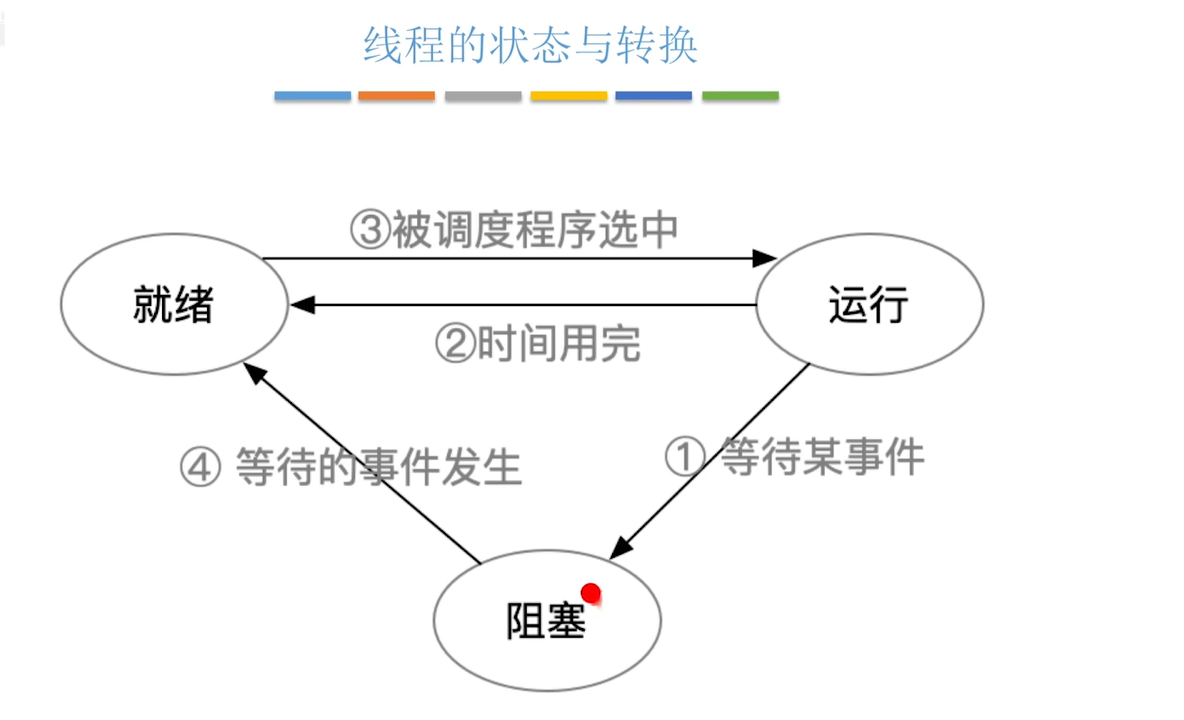 线程的状态与转换
③被调度程序选中
就绪
运行
②时间用完
④ 等待的事件发生
① 等待某事件
阻塞